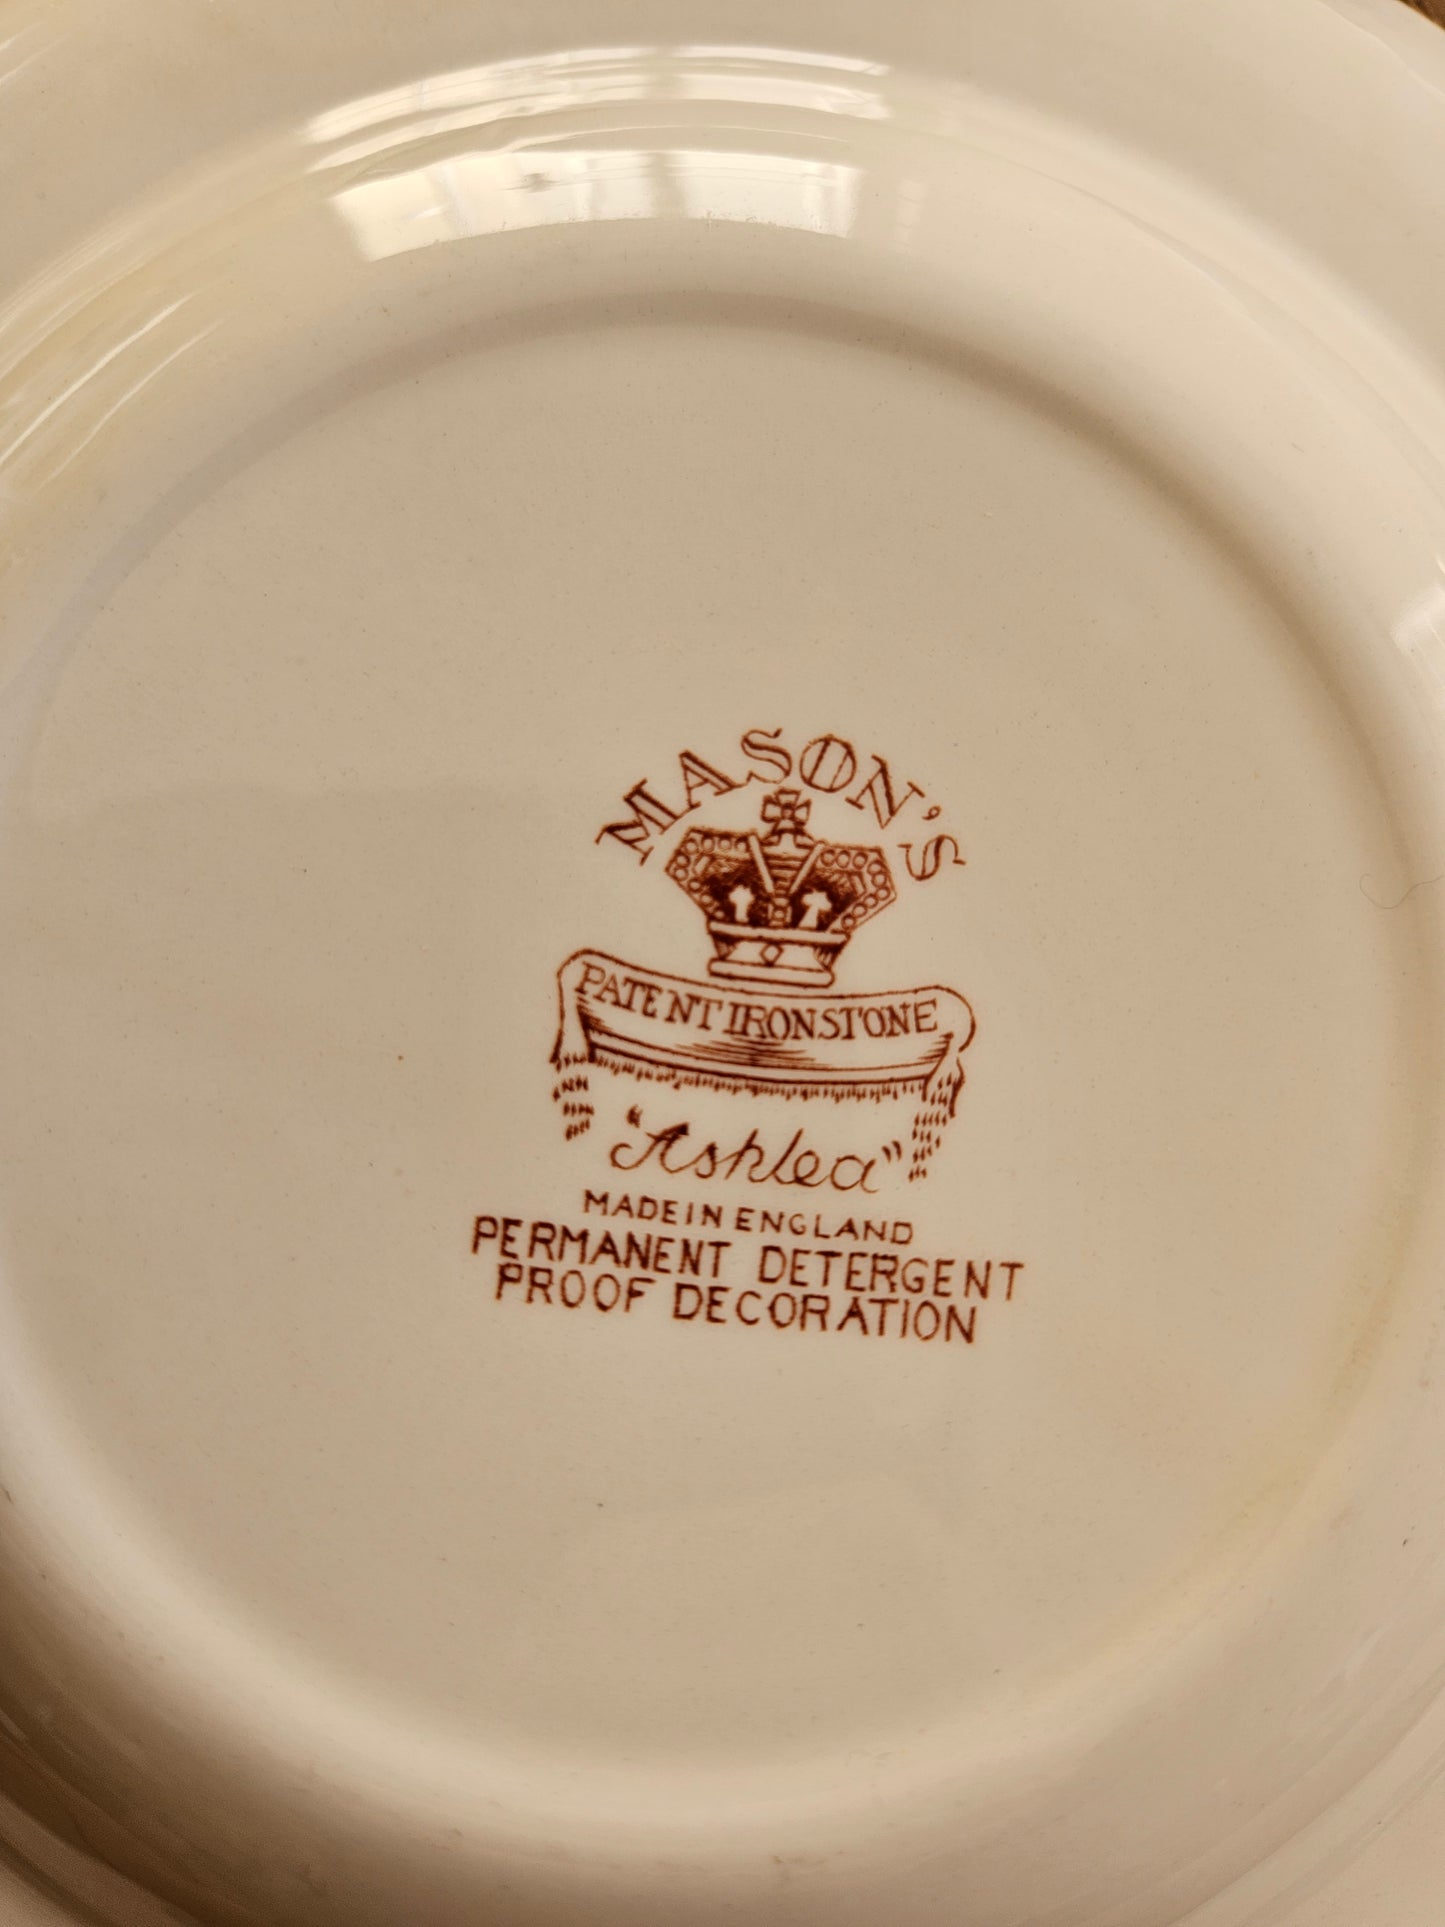 MASON'S
PATENT IRONSTONE
"Ashlea"
MADE IN ENGLAND
PERMANENT DETERGENT
PROOF DECORATION